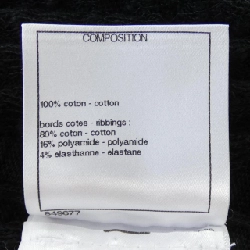 COMPOSITION
100% coton - cotton
bords cotes - ribbings :
80% coton - cotton
16% polyamide - polyamide
4% elasthanne - elastane